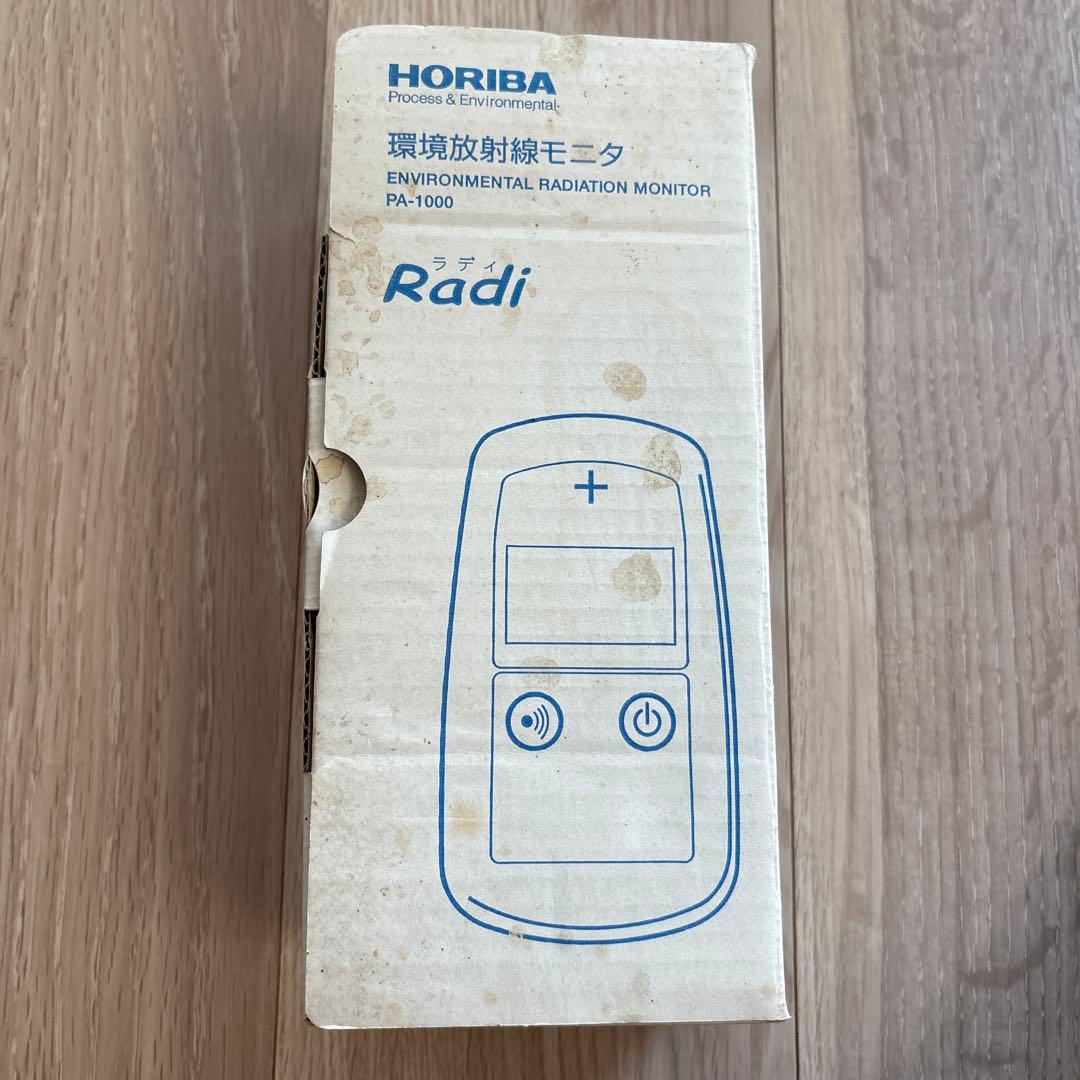 HORIBA
Process & Environmental
環境放射線モニタ
ENVIRONMENTAL RADIATION MONITOR
PA-1000
ラディ
Radi